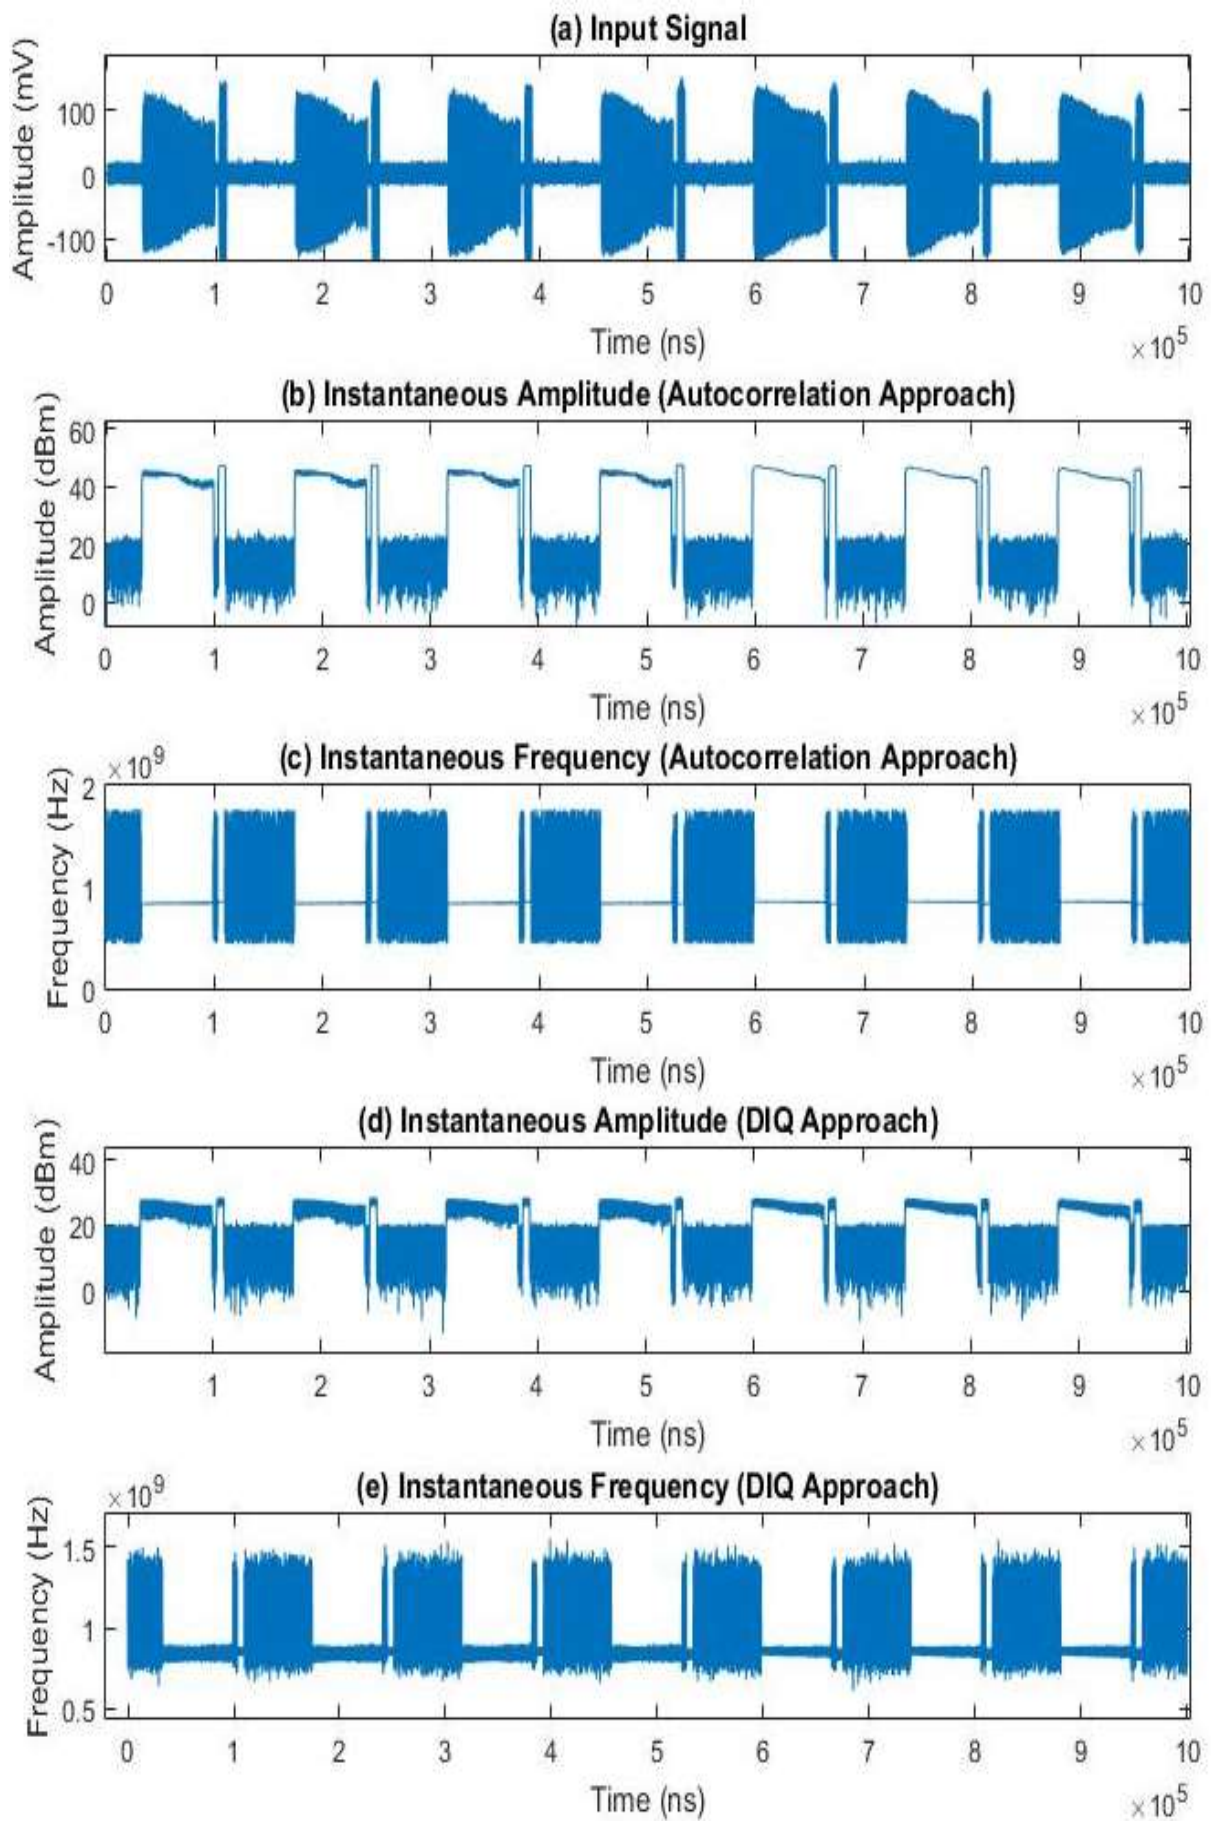 (a) Input Signal
Amplitude (mV)
100
0
-100
0 1 2 3 4 5 6 7 8 9 10
Time (ns)
×10^5
(b) Instantaneous Amplitude (Autocorrelation Approach)
Amplitude (dBm)
60
40
20
0
0 1 2 3 4 5 6 7 8 9 10
Time (ns)
×10^5
(c) Instantaneous Frequency (Autocorrelation Approach)
×10^9
Frequency (Hz)
2
1
0
0 1 2 3 4 5 6 7 8 9 10
Time (ns)
×10^5
(d) Instantaneous Amplitude (DIQ Approach)
Amplitude (dBm)
40
20
0
1 2 3 4 5 6 7 8 9 10
Time (ns)
×10^5
(e) Instantaneous Frequency (DIQ Approach)
×10^9
Frequency (Hz)
1.5
1
0.5
0 1 2 3 4 5 6 7 8 9 10
Time (ns)
×10^5